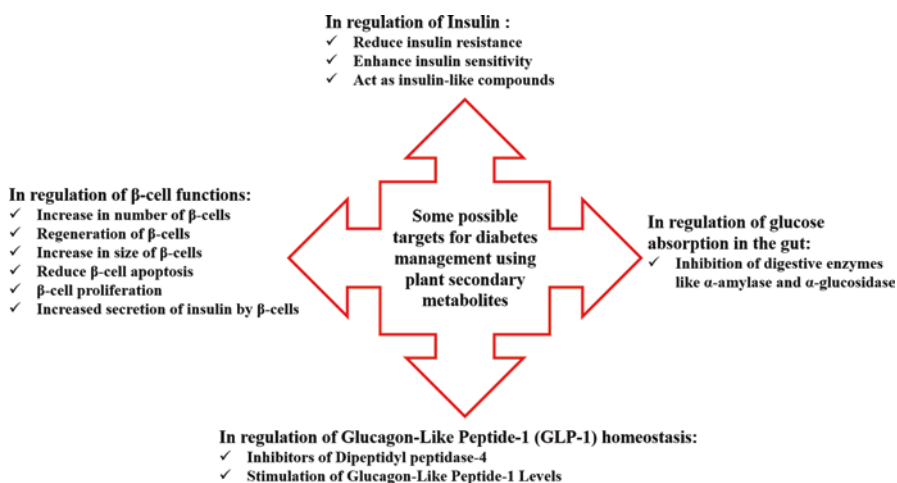 In regulation of Insulin :
✓ Reduce insulin resistance
✓ Enhance insulin sensitivity
✓ Act as insulin-like compounds
In regulation of β-cell functions:
✓ Increase in number of β-cells
✓ Regeneration of β-cells
✓ Increase in size of β-cells
✓ Reduce β-cell apoptosis
✓ β-cell proliferation
✓ Increased secretion of insulin by β-cells
Some possible
targets for diabetes
management using
plant secondary
metabolites
In regulation of glucose
absorption in the gut:
✓ Inhibition of digestive enzymes
like α-amylase and α-glucosidase
In regulation of Glucagon-Like Peptide-1 (GLP-1) homeostasis:
✓ Inhibitors of Dipeptidyl peptidase-4
✓ Stimulation of Glucagon-Like Peptide-1 Levels